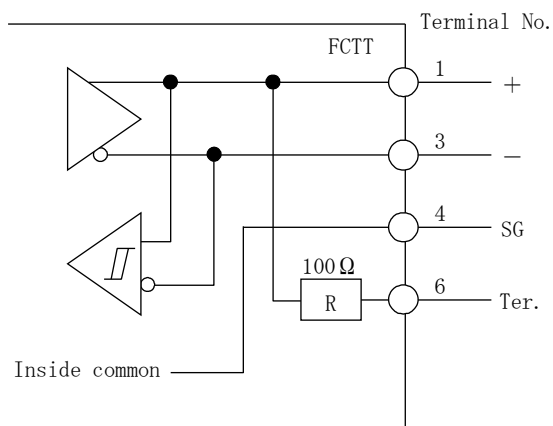 Terminal No.
FCTT
1
+
3
−
4
SG
100Ω
R
6
Ter.
Inside common